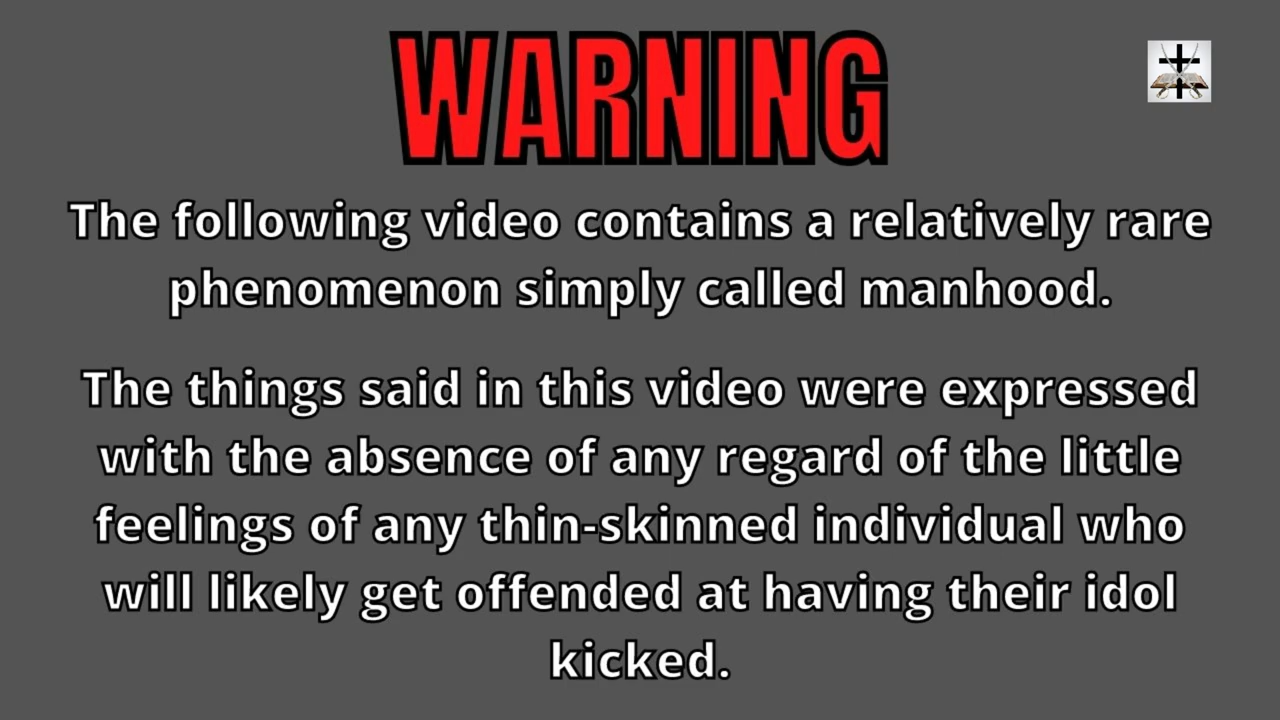 WARNING
The following video contains a relatively rare
phenomenon simply called manhood.
The things said in this video were expressed
with the absence of any regard of the little
feelings of any thin-skinned individual who
will likely get offended at having their idol
kicked.